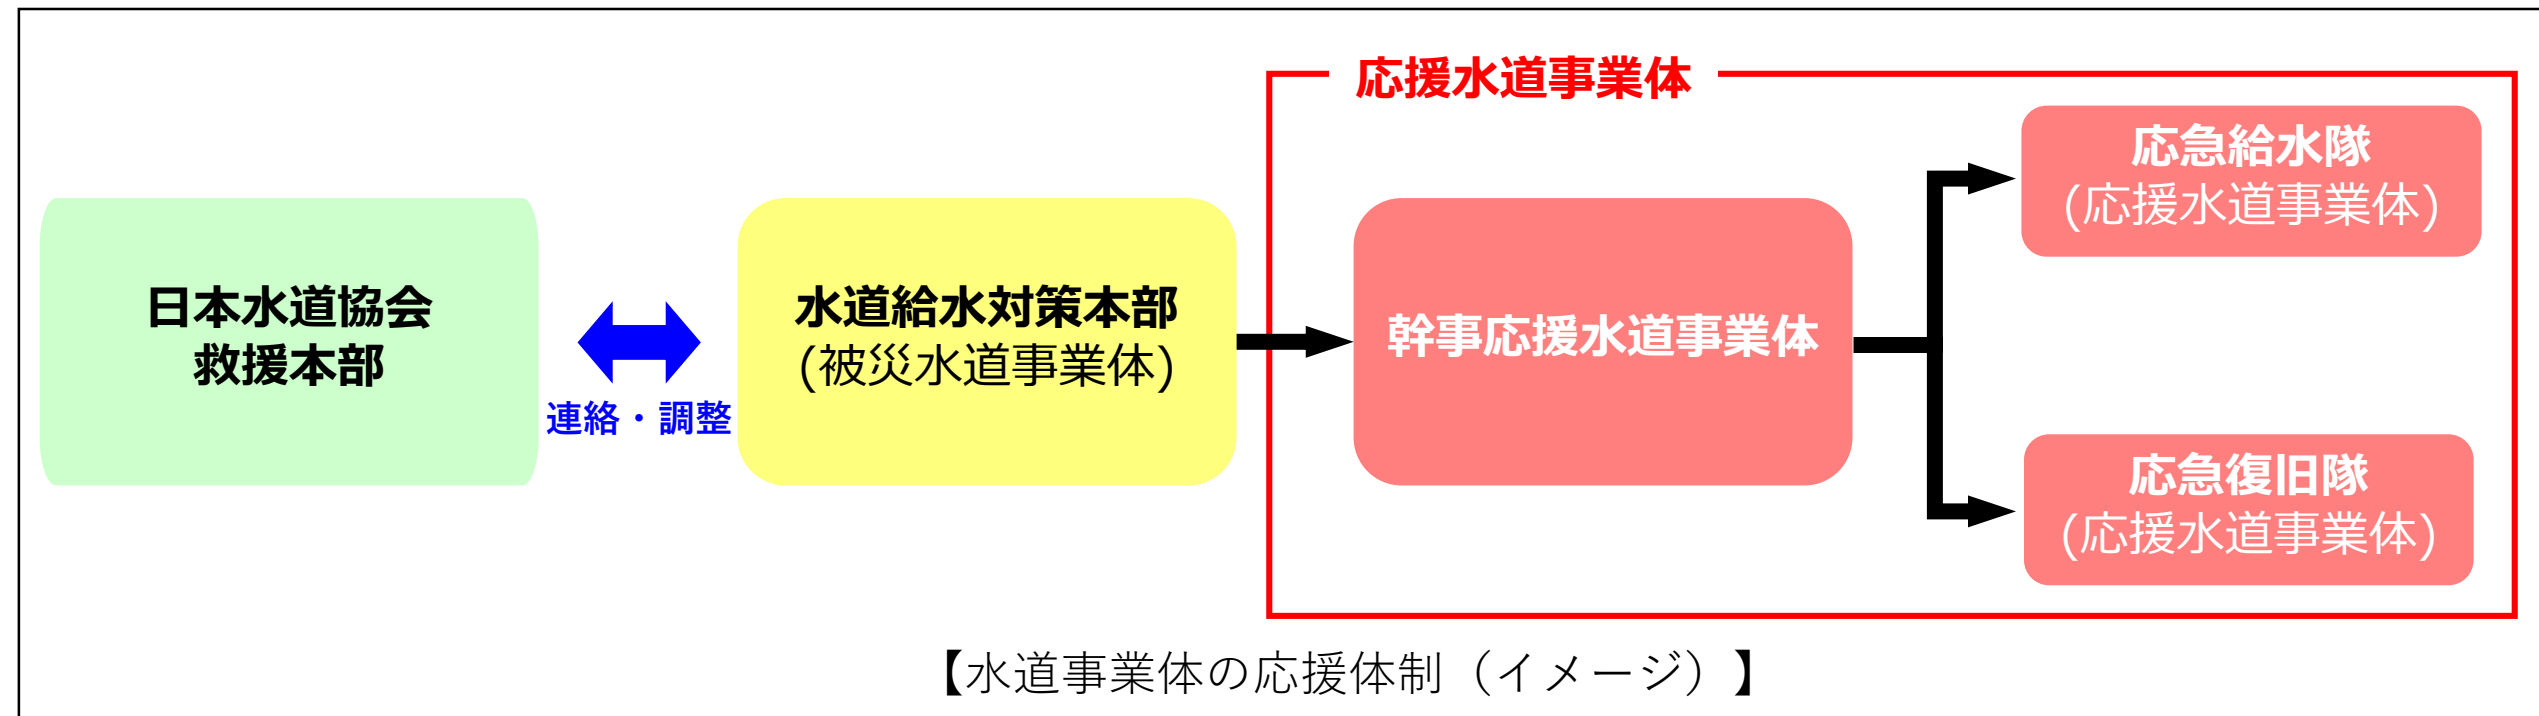 応援水道事業体
日本水道協会
救援本部
連絡・調整
水道給水対策本部
(被災水道事業体)
幹事応援水道事業体
応急給水隊
(応援水道事業体)
応急復旧隊
(応援水道事業体)
【水道事業体の応援体制（イメージ）】